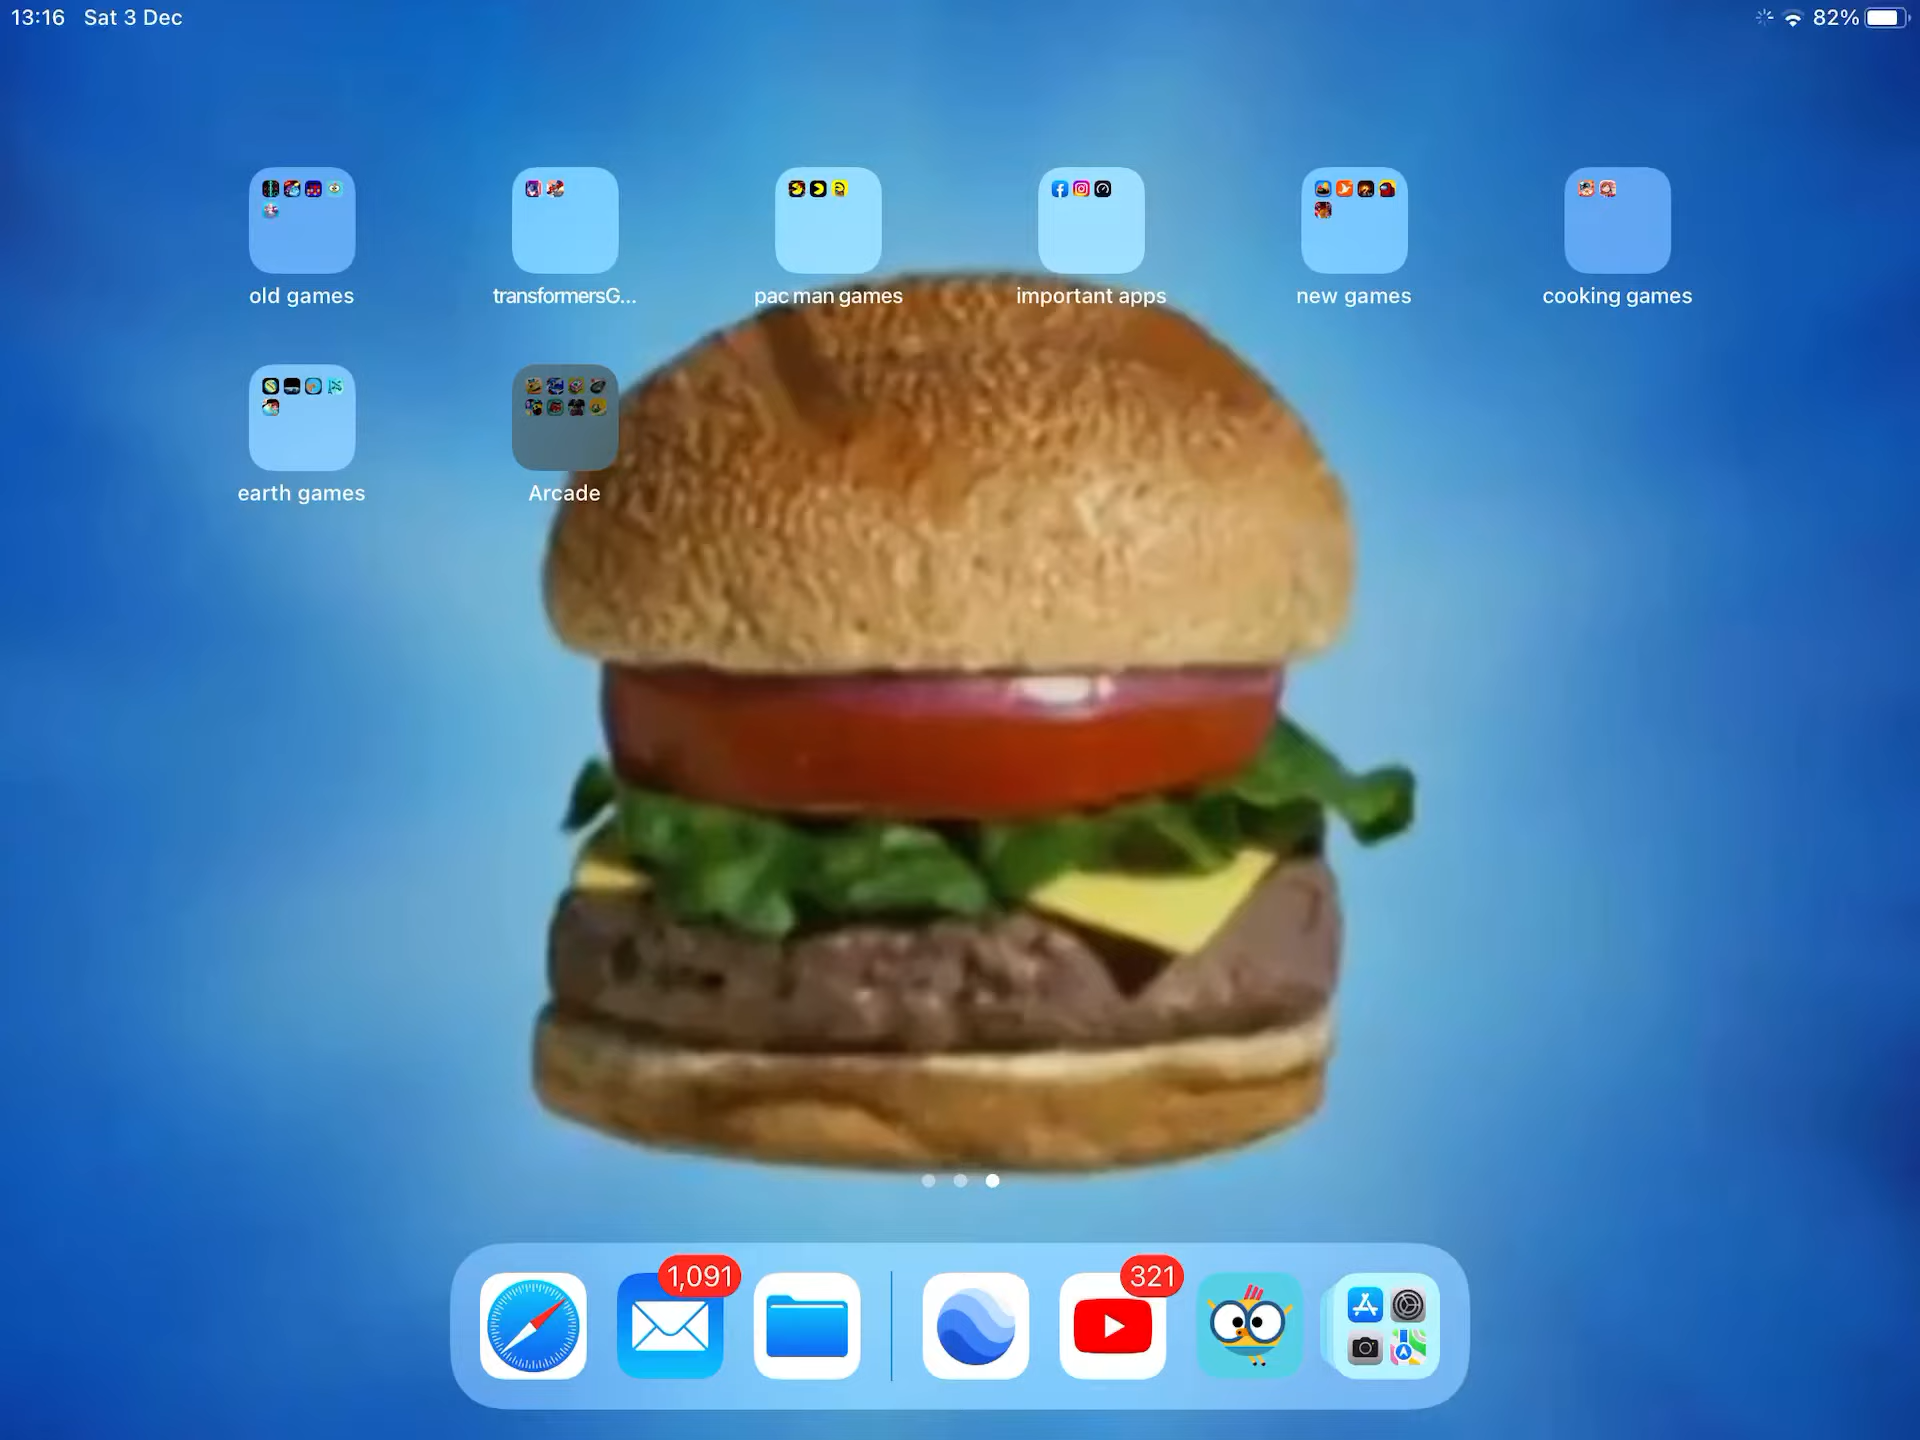 13:16 Sat 3 Dec
82%
old games
transformersG...
pac man games
important apps
new games
cooking games
earth games
Arcade
1,091
321